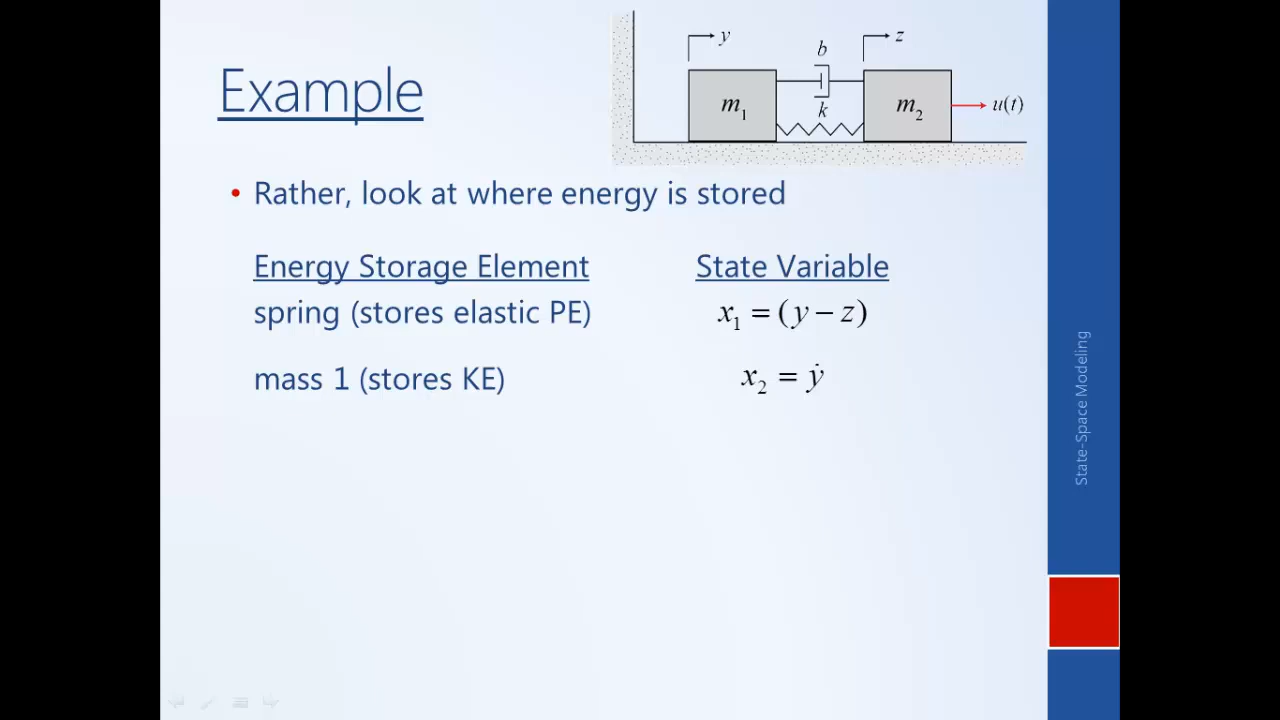 Example
y
b
z
m₁
k
m₂
u(t)
• Rather, look at where energy is stored
Energy Storage Element State Variable
spring (stores elastic PE) x₁ = (y − z)
mass 1 (stores KE) x₂ = ẏ
State-Space Modeling